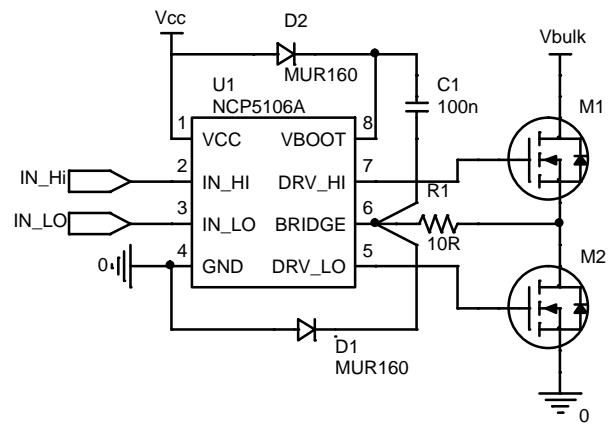 Vcc
D2
Vbulk
MUR160
U1
NCP5106A
C1
100n
M1
1
8
VCC
VBOOT
IN_Hi
2
7
IN_HI
DRV_HI
R1
IN_LO
3
6
IN_LO
BRIDGE
10R
4
5
0
GND
DRV_LO
M2
D1
MUR160
0